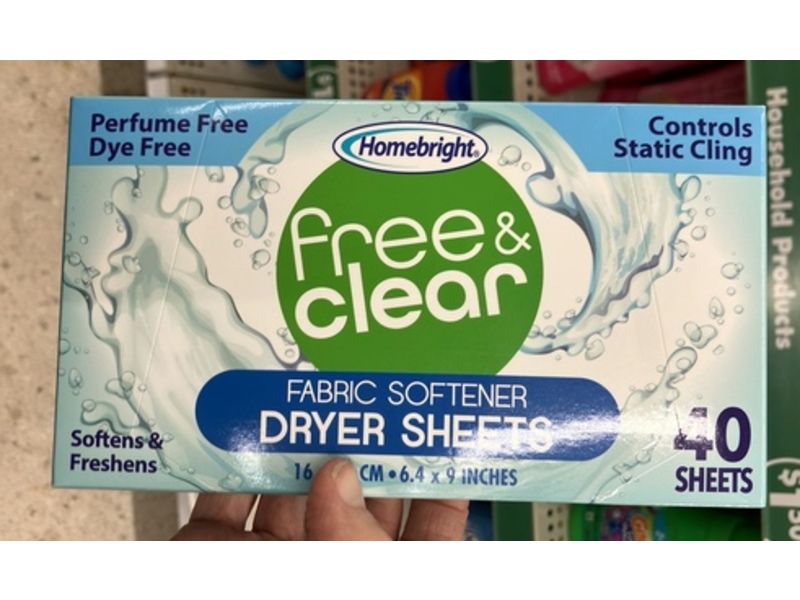 Perfume Free
Dye Free
Homebright®
Controls
Static Cling
free &
clear
FABRIC SOFTENER
DRYER SHEETS
Softens &
Freshens
16 CM • 6.4 x 9 INCHES
40
SHEETS
Household Products